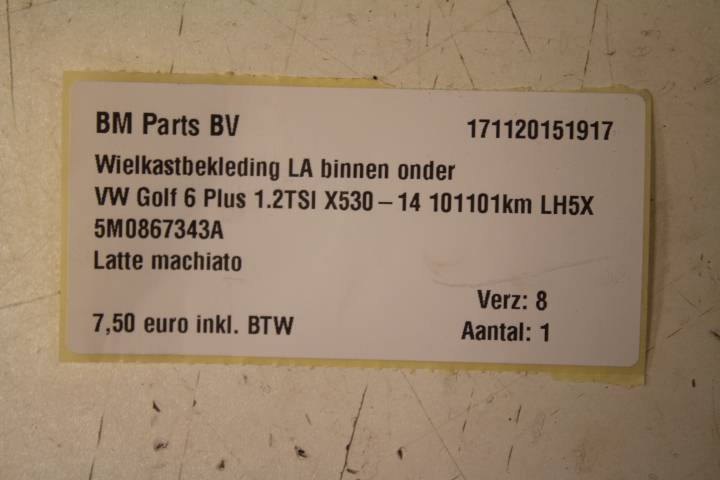 BM Parts BV 171120151917
Wielkastbekleding LA binnen onder
VW Golf 6 Plus 1.2TSI X530-14 101101km LH5X
5M0867343A
Latte machiato
Verz: 8
7,50 euro inkl. BTW Aantal: 1